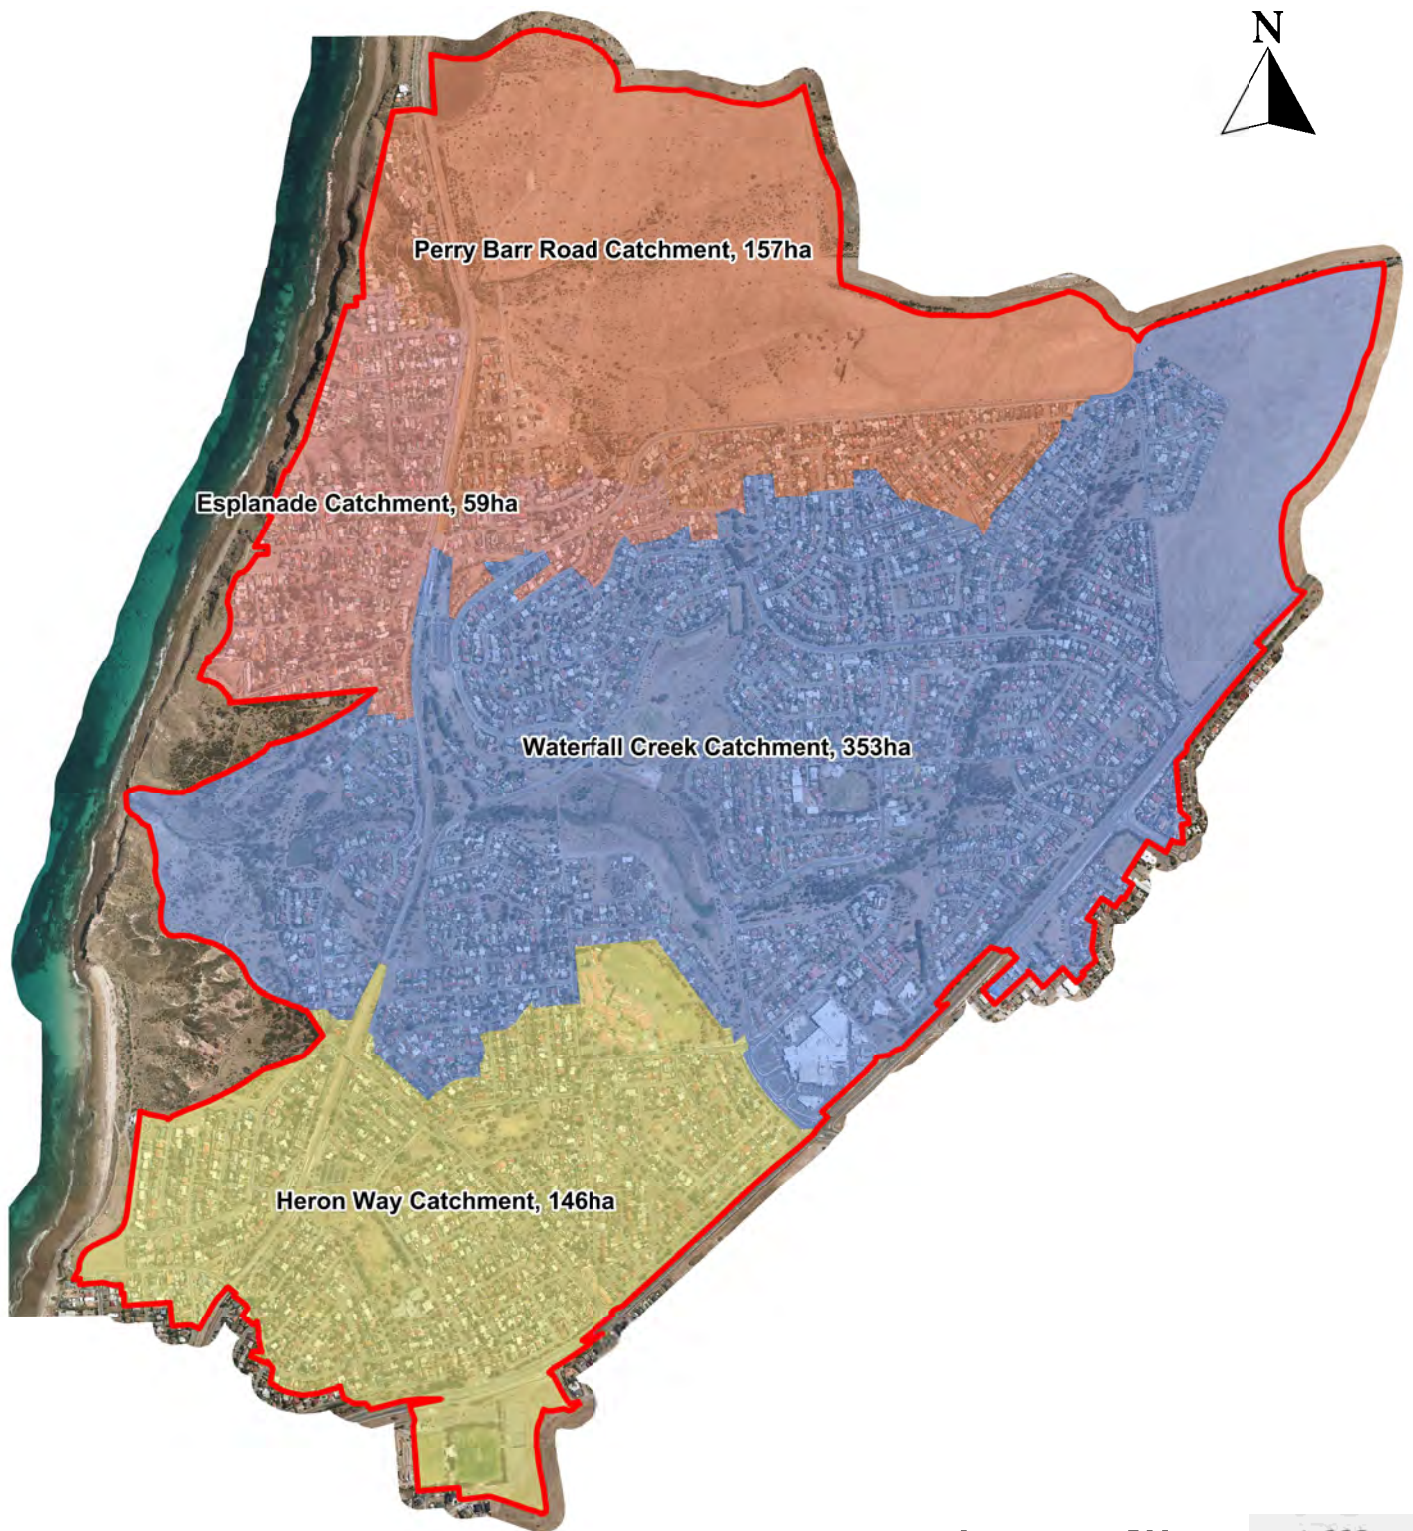 N
Perry Barr Road Catchment, 157ha
Esplanade Catchment, 59ha
Waterfall Creek Catchment, 353ha
Heron Way Catchment, 146ha